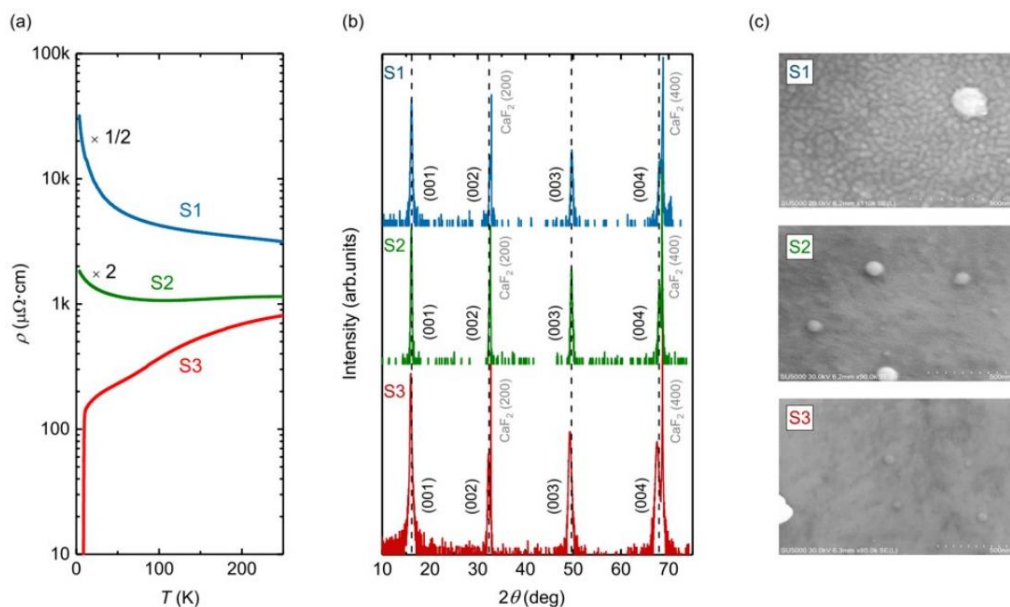 (a)
100k
10k
1k
100
10
ρ (μΩ·cm)
× 1/2
S1
× 2
S2
S3
0
100
200
T (K)
(b)
Intensity (arb.units)
S1
(001)
(002)
CaF₂ (200)
(003)
(004)
CaF₂ (400)
S2
(001)
(002)
CaF₂ (200)
(003)
(004)
CaF₂ (400)
S3
(001)
(002)
CaF₂ (200)
(003)
(004)
CaF₂ (400)
10 20 30 40 50 60 70
2θ (deg)
(c)
S1
500nm
S2
500nm
S3
500nm